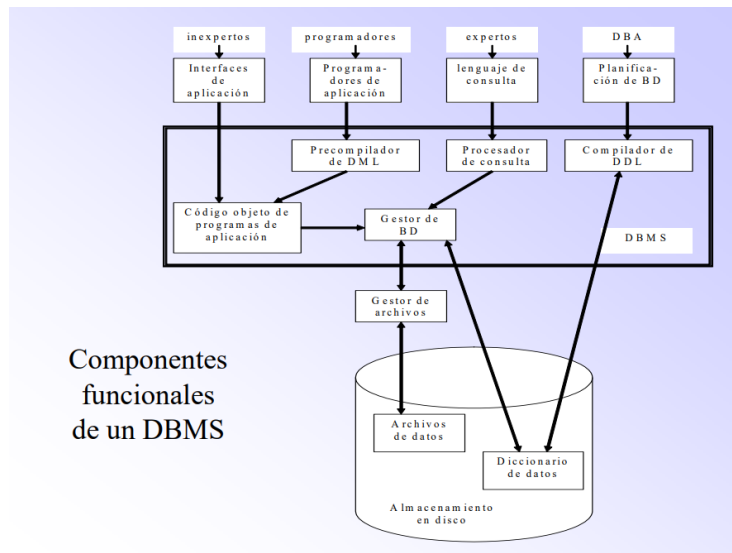 inexpertos
programadores
expertos
DBA
Interfaces
de
aplicación
Programa-
dores de
aplicación
lenguaje de
consulta
Planifica-
ción de BD
Precompilador
de DML
Procesador
de consulta
Compilador de
DDL
Código objeto de
programas de
aplicación
Gestor de
BD
DBMS
Gestor de
archivos
Componentes
funcionales
de un DBMS
Archivos
de datos
Diccionario
de datos
Almacenamiento
en disco